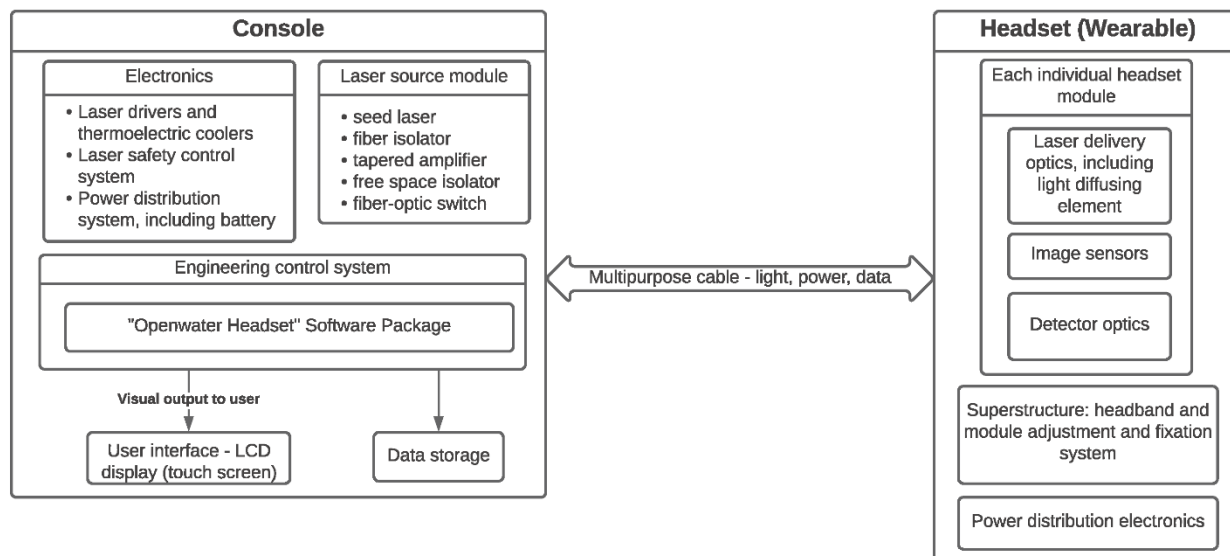 Console
Electronics
• Laser drivers and
thermoelectric coolers
• Laser safety control
system
• Power distribution
system, including battery
Laser source module
• seed laser
• fiber isolator
• tapered amplifier
• free space isolator
• fiber-optic switch
Engineering control system
"Openwater Headset" Software Package
Visual output to user
User interface - LCD
display (touch screen)
Data storage
Multipurpose cable - light, power, data
Headset (Wearable)
Each individual headset
module
Laser delivery
optics, including
light diffusing
element
Image sensors
Detector optics
Superstructure: headband and
module adjustment and fixation
system
Power distribution electronics